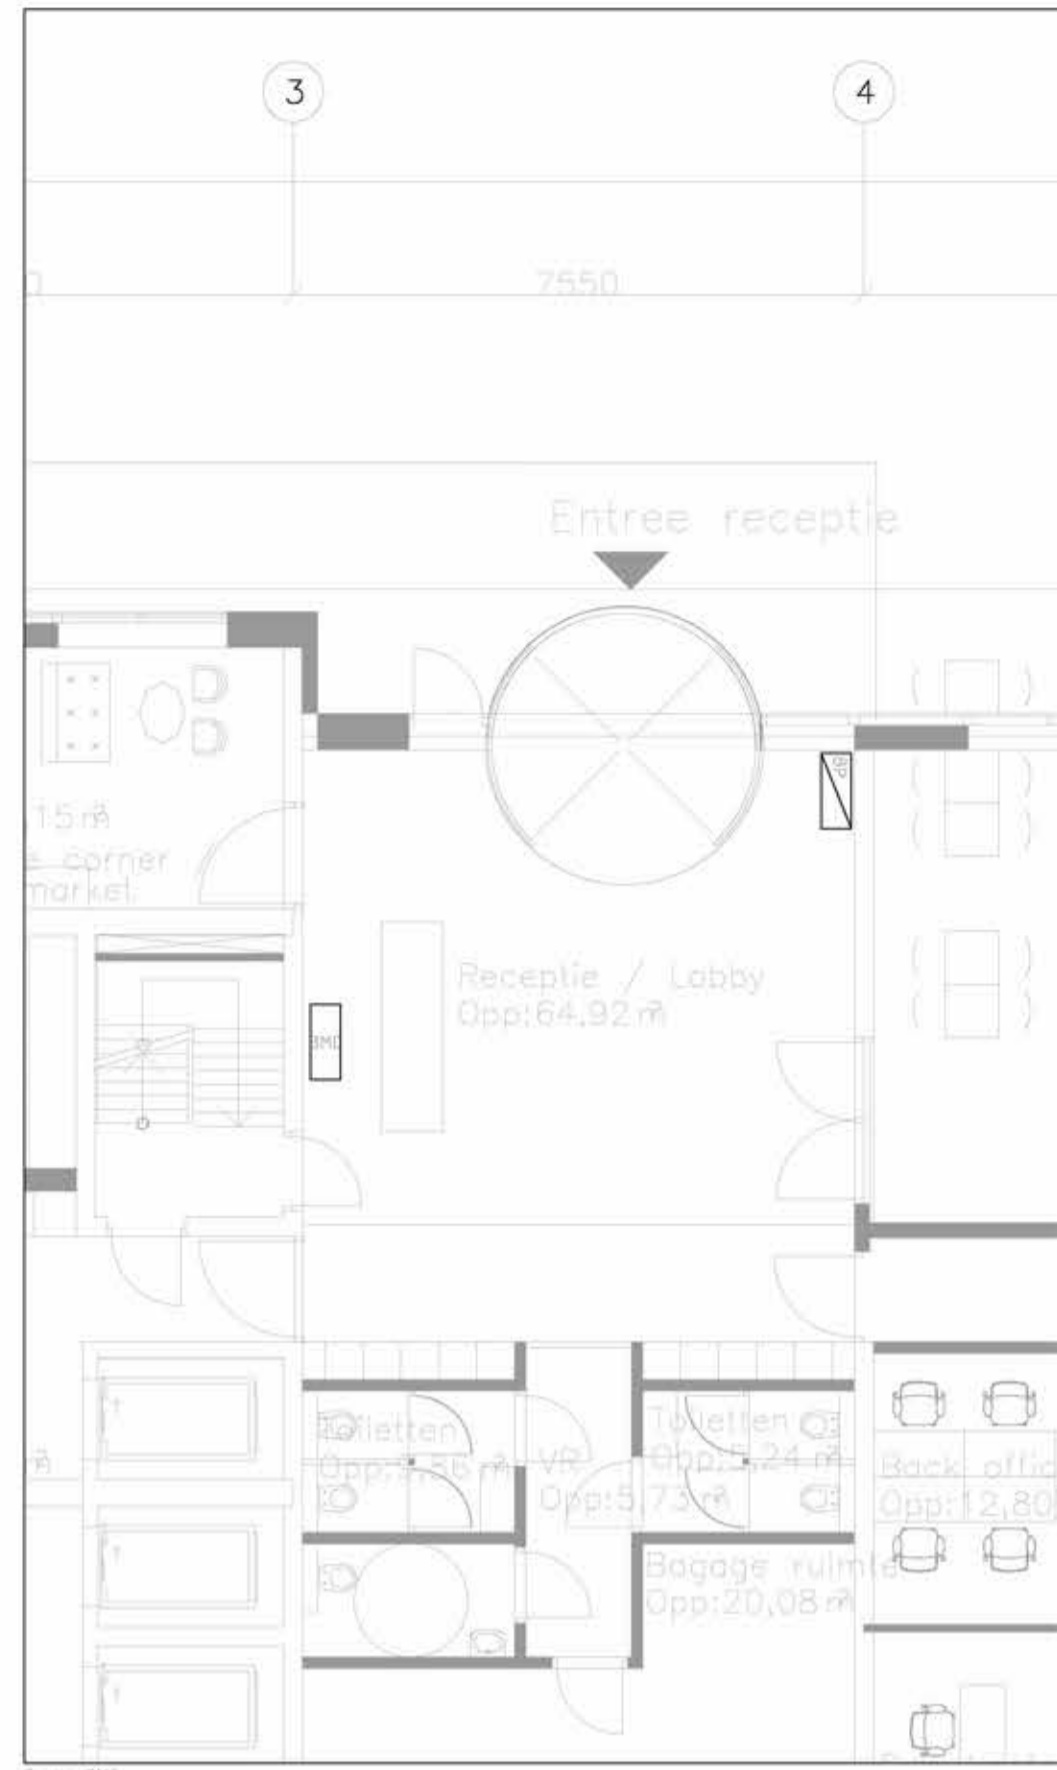 3
4
7550
Entree receptie
BP
15 m²
corner
market.
Receptie / Lobby
Opp:64.92 m²
Toiletten
VR
Opp:5,73 m²
Toiletten
Opp:5,24 m²
Back offic
Opp:12,80
Bagage ruimte
Opp:20,08 m²